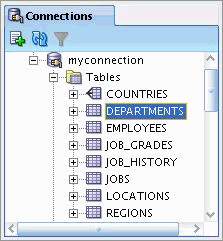 Connections
myconnection
Tables
COUNTRIES
DEPARTMENTS
EMPLOYEES
JOB_GRADES
JOB_HISTORY
JOBS
LOCATIONS
REGIONS